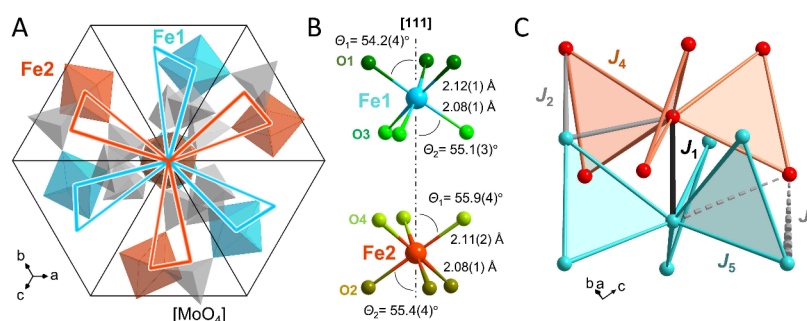 A
Fe1
Fe2
b
a
c
[MoO₄]
B
[111]
Θ₁= 54.2(4)°
O1
2.12(1) Å
Fe1
2.08(1) Å
O3
Θ₂= 55.1(3)°
Θ₁= 55.9(4)°
O4
2.11(2) Å
Fe2
2.08(1) Å
O2
Θ₂= 55.4(4)°
C
J₄
J₂
J₁
J
J₅
b a c